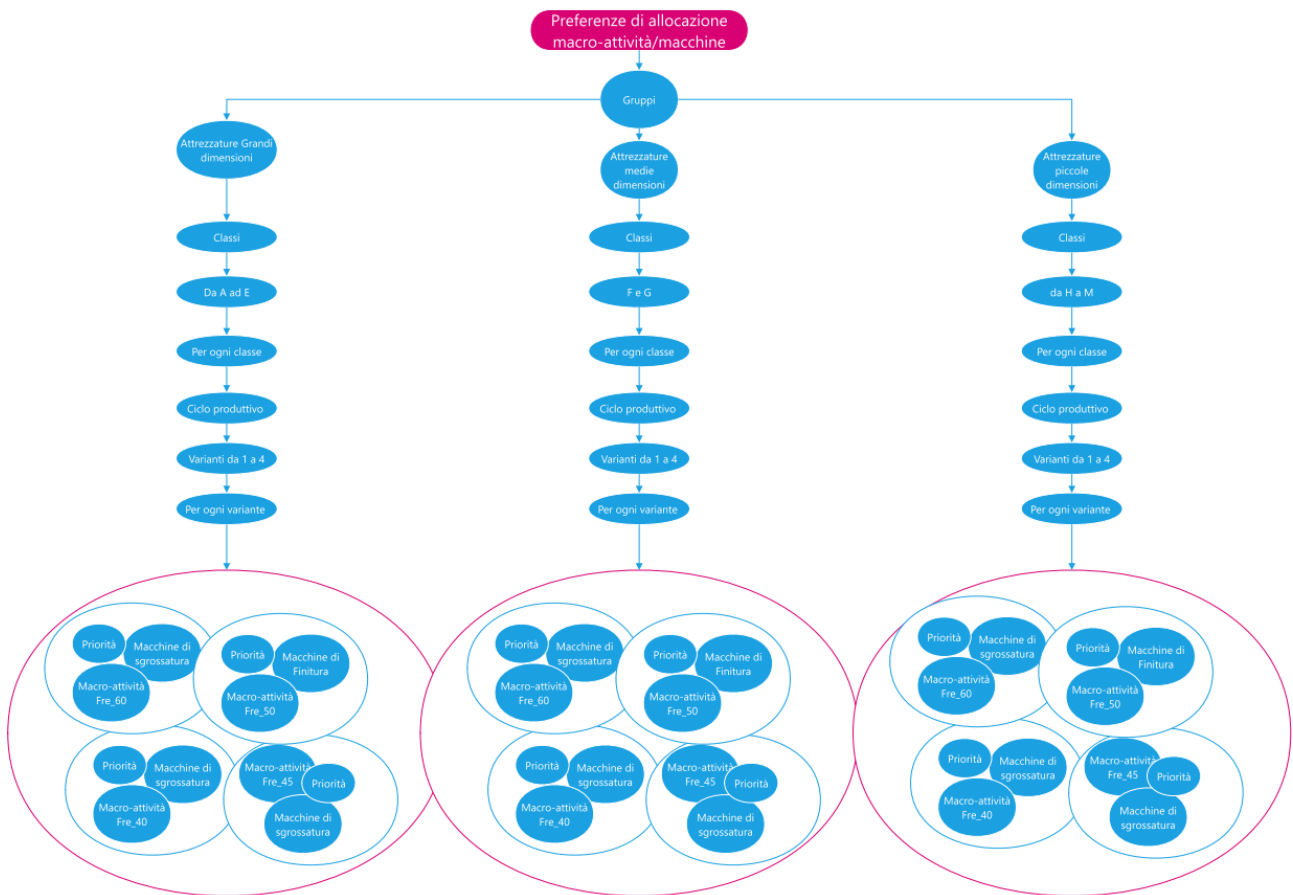 Preferenze di allocazione
macro-attività/macchine
Gruppi
Attrezzature Grandi
dimensioni
Classi
Da A ad E
Per ogni classe
Ciclo produttivo
Varianti da 1 a 4
Per ogni variante
Priorità
Macchine di
sgrossatura
Macro-attività
Fre_60
Priorità
Macchine di
Finitura
Macro-attività
Fre_50
Priorità
Macchine di
sgrossatura
Macro-attività
Fre_40
Macro-attività
Fre_45
Priorità
Macchine di
sgrossatura
Attrezzature
medie
dimensioni
Classi
F e G
Per ogni classe
Ciclo produttivo
Varianti da 1 a 4
Per ogni variante
Priorità
Macchine di
sgrossatura
Macro-attività
Fre_60
Priorità
Macchine di
Finitura
Macro-attività
Fre_50
Priorità
Macchine di
sgrossatura
Macro-attività
Fre_40
Macro-attività
Fre_45
Priorità
Macchine di
sgrossatura
Attrezzature
piccole
dimensioni
Classi
da H a M
Per ogni classe
Ciclo produttivo
Varianti da 1 a 4
Per ogni variante
Priorità
Macchine di
sgrossatura
Macro-attività
Fre_60
Priorità
Macchine di
Finitura
Macro-attività
Fre_50
Priorità
Macchine di
sgrossatura
Macro-attività
Fre_40
Macro-attività
Fre_45
Priorità
Macchine di
sgrossatura